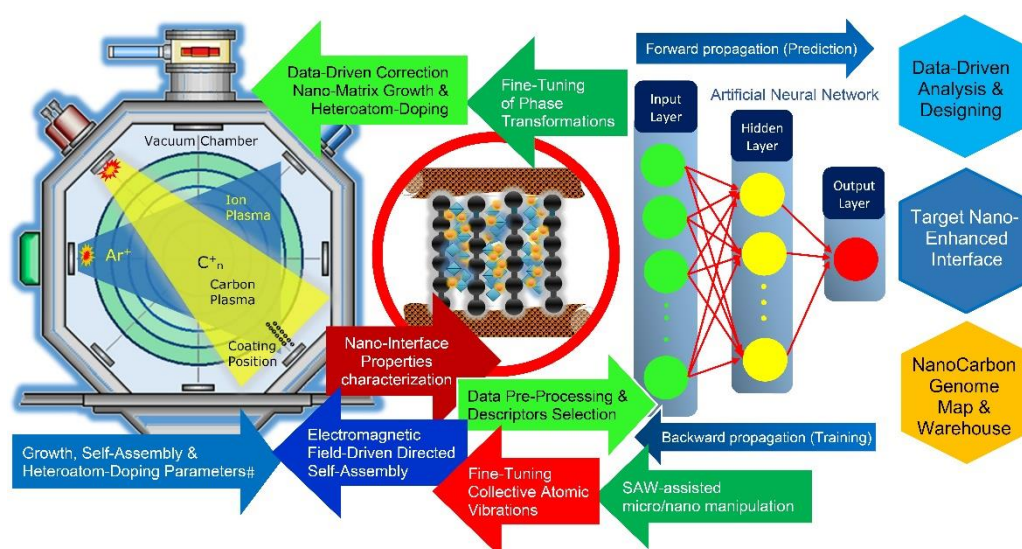 Data-Driven Correction
Nano-Matrix Growth &
Heteroatom-Doping
Fine-Tuning
of Phase
Transformations
Forward propagation (Prediction)
Artificial Neural Network
Input
Layer
Hidden
Layer
Output
Layer
Data-Driven
Analysis &
Designing
Target Nano-
Enhanced
Interface
NanoCarbon
Genome
Map &
Warehouse
Vacuum Chamber
Ion
Plasma
Ar+
C+n
Carbon
Plasma
Coating
Position
Nano-Interface
Properties
characterization
Data Pre-Processing &
Descriptors Selection
Backward propagation (Training)
Growth, Self-Assembly &
Heteroatom-Doping Parameters#
Electromagnetic
Field-Driven Directed
Self-Assembly
Fine-Tuning
Collective Atomic
Vibrations
SAW-assisted
micro/nano manipulation